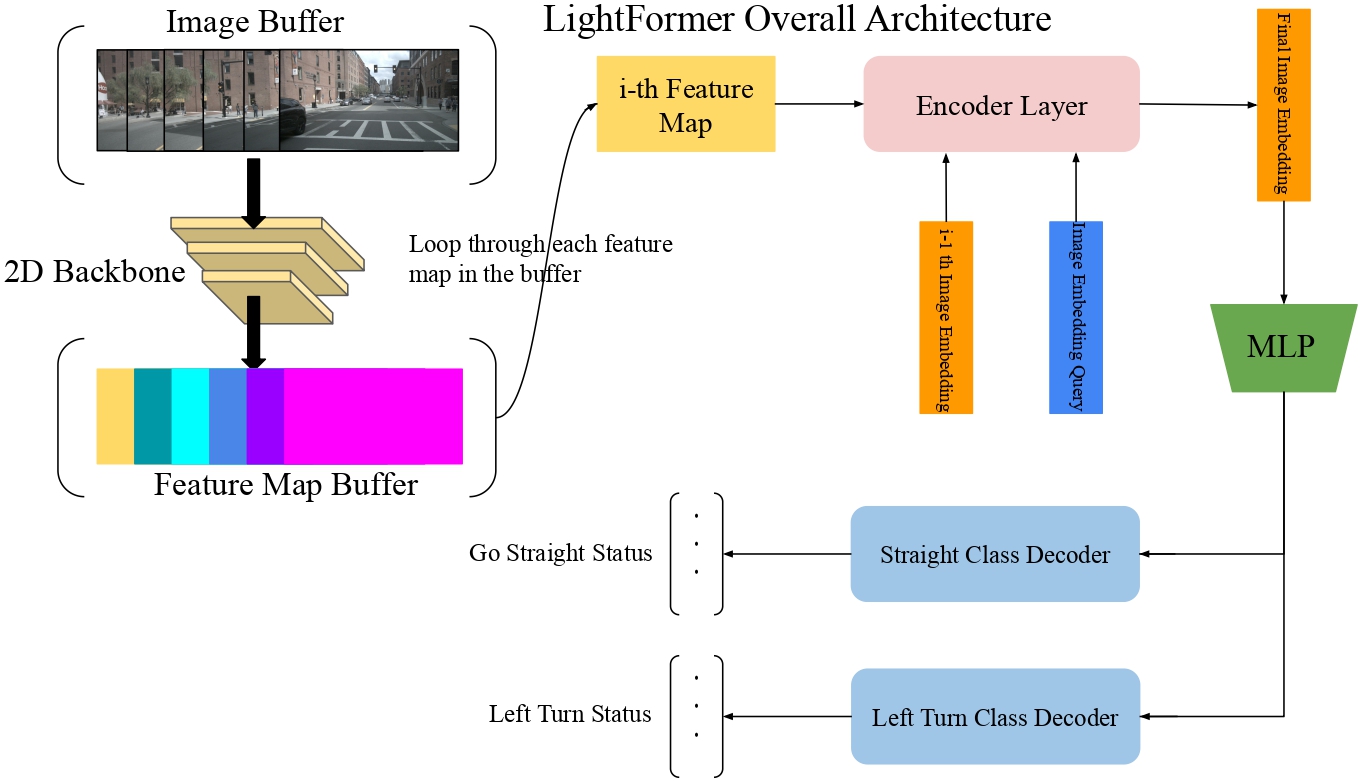 LightFormer Overall Architecture
Image Buffer
2D Backbone
Feature Map Buffer
Loop through each feature
map in the buffer
i-th Feature
Map
Encoder Layer
i-1 th Image Embedding
Image Embedding Query
Final Image Embedding
MLP
Straight Class Decoder
Go Straight Status
Left Turn Class Decoder
Left Turn Status